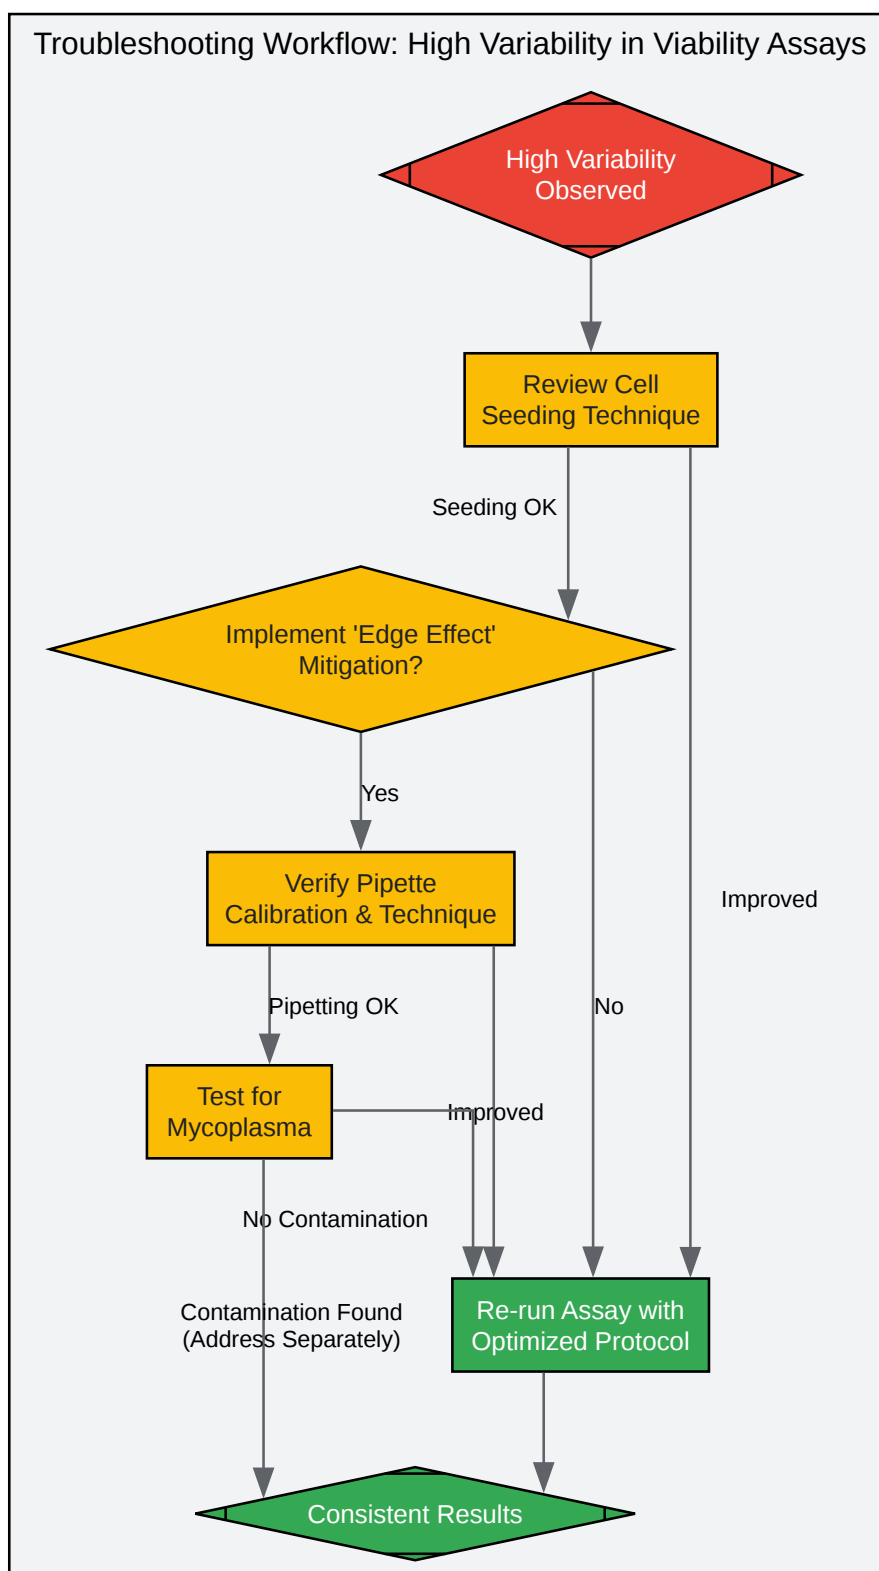 Troubleshooting Workflow: High Variability in Viability Assays
High Variability
Observed
Review Cell
Seeding Technique
Seeding OK
Implement 'Edge Effect'
Mitigation?
Yes
Verify Pipette
Calibration & Technique
Improved
Pipetting OK
No
Test for
Mycoplasma
Improved
No Contamination
Contamination Found
(Address Separately)
Re-run Assay with
Optimized Protocol
Consistent Results